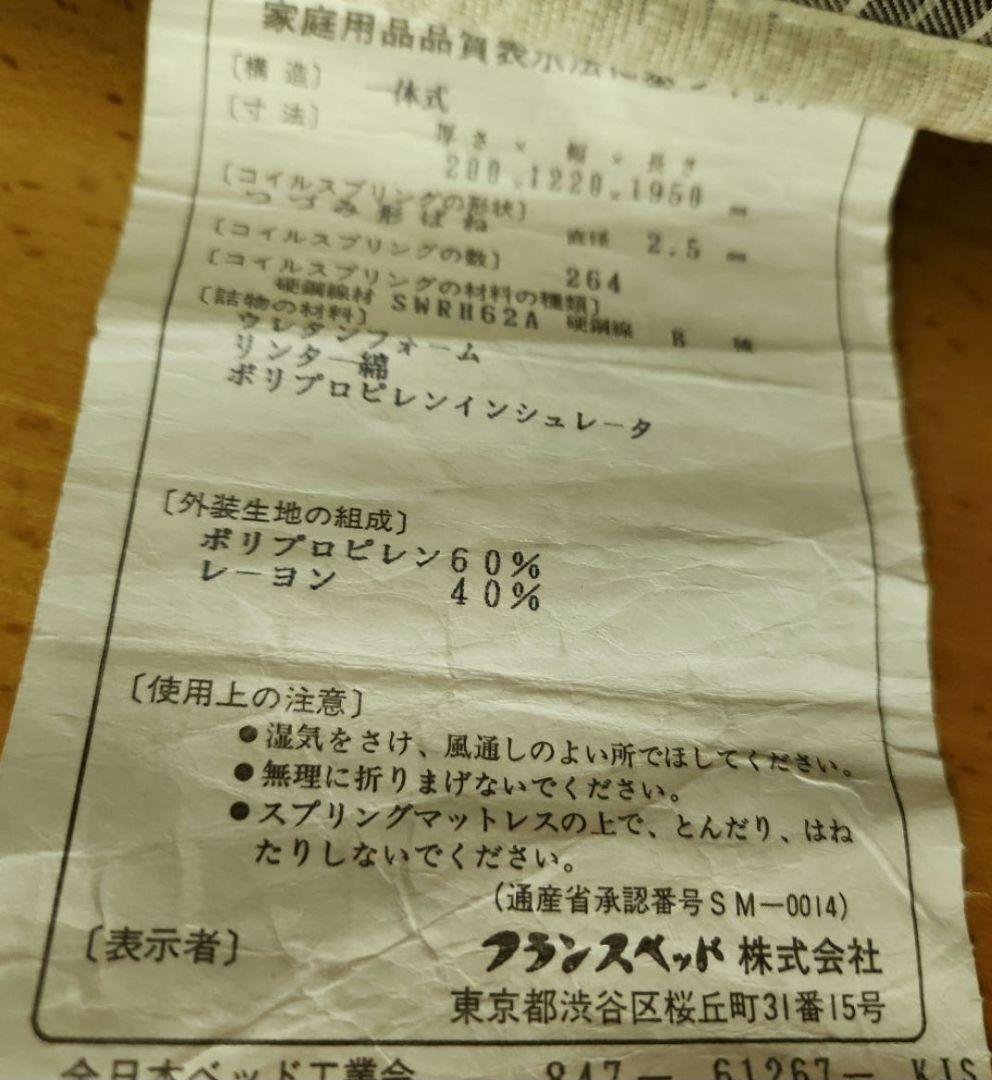 家庭用品品質表示法に基づ
〔構造〕 一体式
〔寸法〕
厚さ × 幅 × 長さ
200 × 1220 × 1950 ㎜
〔コイルスプリングの形状〕
つづみ形ばね 直径 2.5 ㎜
〔コイルスプリングの数〕 264
〔コイルスプリングの材料の種類〕
硬鋼線材 SWRH62A 硬鋼線 B 種
〔詰物の材料〕
ウレタンフォーム
リンター綿
ポリプロピレンインシュレータ
〔外装生地の組成〕
ポリプロピレン60%
レーヨン 40%
〔使用上の注意〕
●湿気をさけ、風通しのよい所でほしてください。
●無理に折りまげないでください。
●スプリングマットレスの上で、とんだり、はね
たりしないでください。
(通産省承認番号SM-0014)
〔表示者〕 フランスベッド株式会社
東京都渋谷区桜丘町31番15号
全日本ベッド工業会 847- 61267- KIS